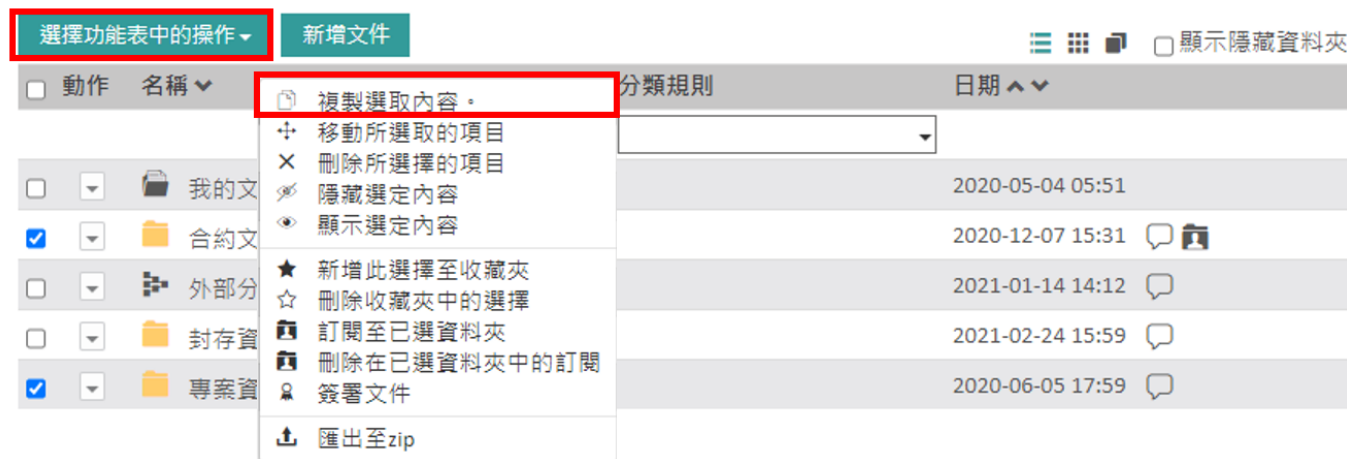 選擇功能表中的操作 新增文件
顯示隱藏資料夾
動作 名稱 分類規則 日期
複製選取內容。
移動所選取的項目
刪除所選擇的項目
隱藏選定內容
顯示選定內容
新增此選擇至收藏夾
刪除收藏夾中的選擇
訂閱至已選資料夾
刪除在已選資料夾中的訂閱
簽署文件
匯出至zip
我的文 2020-05-04 05:51
合約文 2020-12-07 15:31
外部分 2021-01-14 14:12
封存資 2021-02-24 15:59
專案資 2020-06-05 17:59